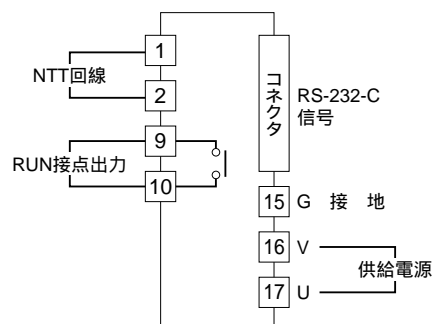 1
NTT回線
2
9
RUN接点出力
10
コネクタ
RS-232-C
信号
15 G 接 地
16 V
供給電源
17 U